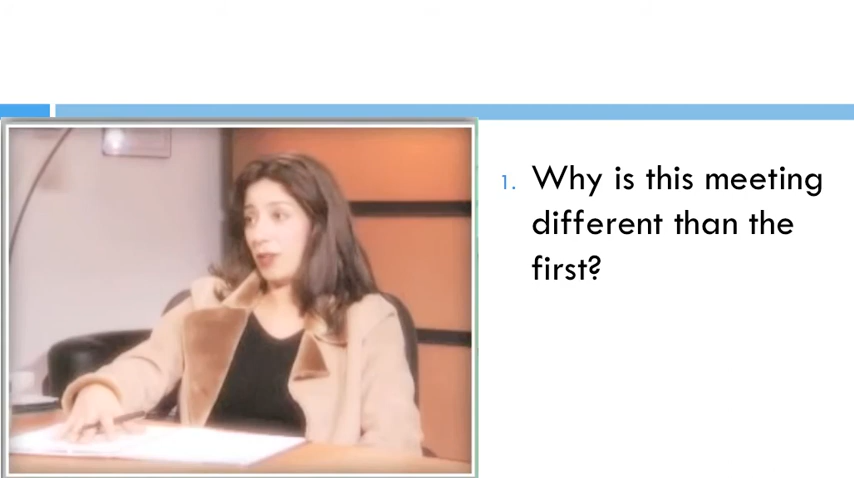 1. Why is this meeting
different than the
first?